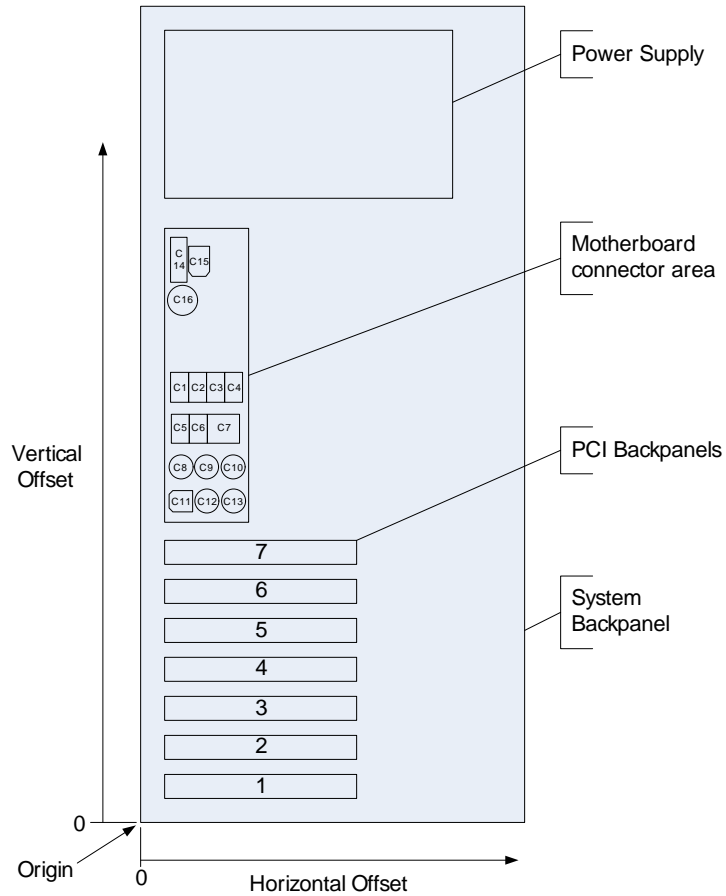 Power Supply
Motherboard
connector area
C
14
C15
C16
C1 C2 C3 C4
C5 C6 C7
C8 C9 C10
C11 C12 C13
Vertical
Offset
PCI Backpanels
7
6
5
System
Backpanel
4
3
2
1
0
Origin
0
Horizontal Offset